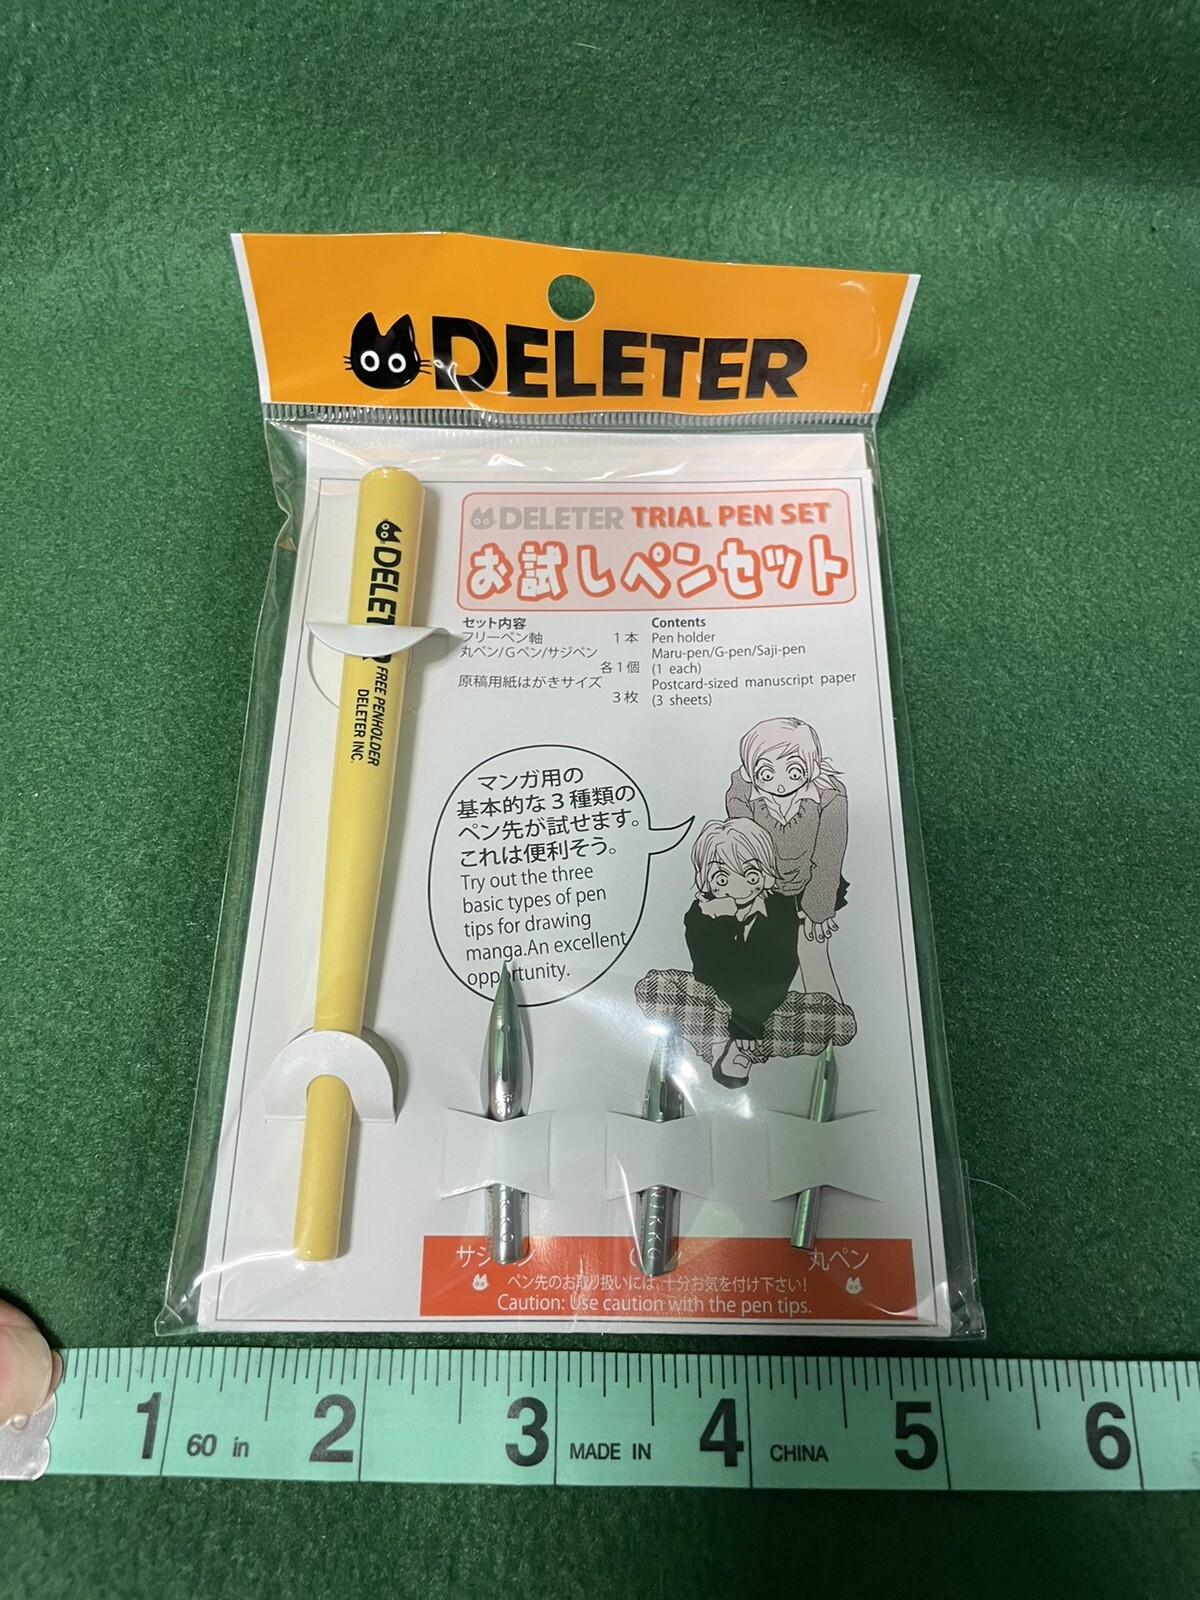 DELETER
DELETER TRIAL PEN SET
お試しペンセット
セット内容
フリーペン軸 1本
丸ペン/Gペン/サジペン
各1個
原稿用紙はがきサイズ
3枚
Contents
Pen holder
Maru-pen/G-pen/Saji-pen
(1 each)
Postcard-sized manuscript paper
(3 sheets)
DELETER
FREE PENHOLDER
DELETER INC.
マンガ用の
基本的な3種類の
ペン先が試せます。
これは便利そう。
Try out the three
basic types of pen
tips for drawing
manga.An excellent
opportunity.
NIKKO
丸ペン
ペン先のお取り扱いには、十分お気を付け下さい!
Caution: Use caution with the pen tips.
1 60 in 2 3 MADE IN 4 CHINA 5 6